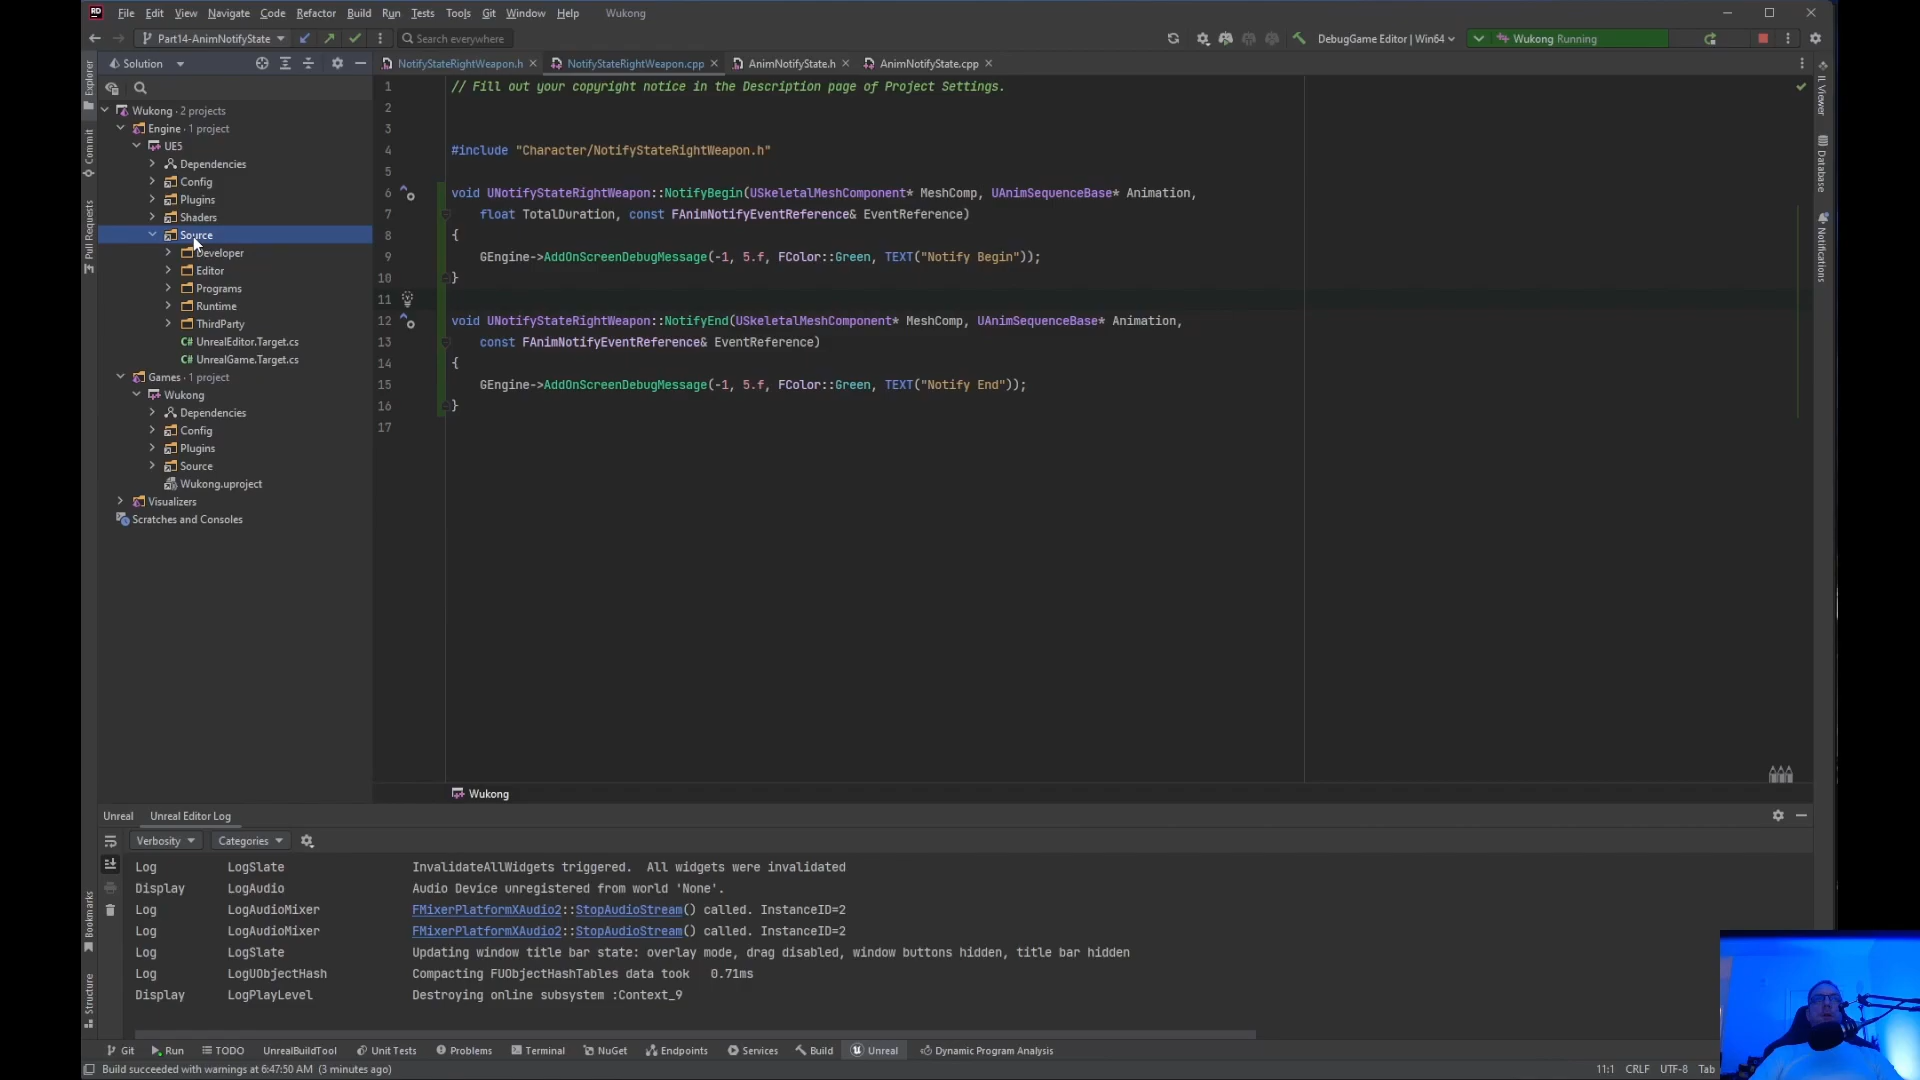 RD File Edit View Navigate Code Refactor Build Run Tests Tools Git Window Help Wukong
Part14-AnimNotifyState Search everywhere DebugGame Editor | Win64 Wukong Running
Solution NotifyStateRightWeapon.h NotifyStateRightWeapon.cpp AnimNotifyState.h AnimNotifyState.cpp
Explorer
Commit
Pull Requests
Bookmarks
Structure
Wukong · 2 projects
Engine · 1 project
UE5
Dependencies
Config
Plugins
Shaders
Source
Developer
Editor
Programs
Runtime
ThirdParty
C# UnrealEditor.Target.cs
C# UnrealGame.Target.cs
Games · 1 project
Wukong
Dependencies
Config
Plugins
Source
Wukong.uproject
Visualizers
Scratches and Consoles
1 // Fill out your copyright notice in the Description page of Project Settings.
2
3
4 #include "Character/NotifyStateRightWeapon.h"
5
6 void UNotifyStateRightWeapon::NotifyBegin(USkeletalMeshComponent* MeshComp, UAnimSequenceBase* Animation,
7 float TotalDuration, const FAnimNotifyEventReference& EventReference)
8 {
9 GEngine->AddOnScreenDebugMessage(-1, 5.f, FColor::Green, TEXT("Notify Begin"));
10 }
11
12 void UNotifyStateRightWeapon::NotifyEnd(USkeletalMeshComponent* MeshComp, UAnimSequenceBase* Animation,
13 const FAnimNotifyEventReference& EventReference)
14 {
15 GEngine->AddOnScreenDebugMessage(-1, 5.f, FColor::Green, TEXT("Notify End"));
16 }
17
IL Viewer
Database
Notifications
Wukong
Unreal Unreal Editor Log
Verbosity Categories
Log LogSlate InvalidateAllWidgets triggered. All widgets were invalidated
Display LogAudio Audio Device unregistered from world 'None'.
Log LogAudioMixer FMixerPlatformXAudio2::StopAudioStream() called. InstanceID=2
Log LogAudioMixer FMixerPlatformXAudio2::StopAudioStream() called. InstanceID=2
Log LogSlate Updating window title bar state: overlay mode, drag disabled, window buttons hidden, title bar hidden
Log LogUObjectHash Compacting FUObjectHashTables data took 0.71ms
Display LogPlayLevel Destroying online subsystem :Context_9
Git Run TODO UnrealBuildTool Unit Tests Problems Terminal NuGet Endpoints Services Build Unreal Dynamic Program Analysis
Build succeeded with warnings at 6:47:50 AM (3 minutes ago) 11:1 CRLF UTF-8 Tab